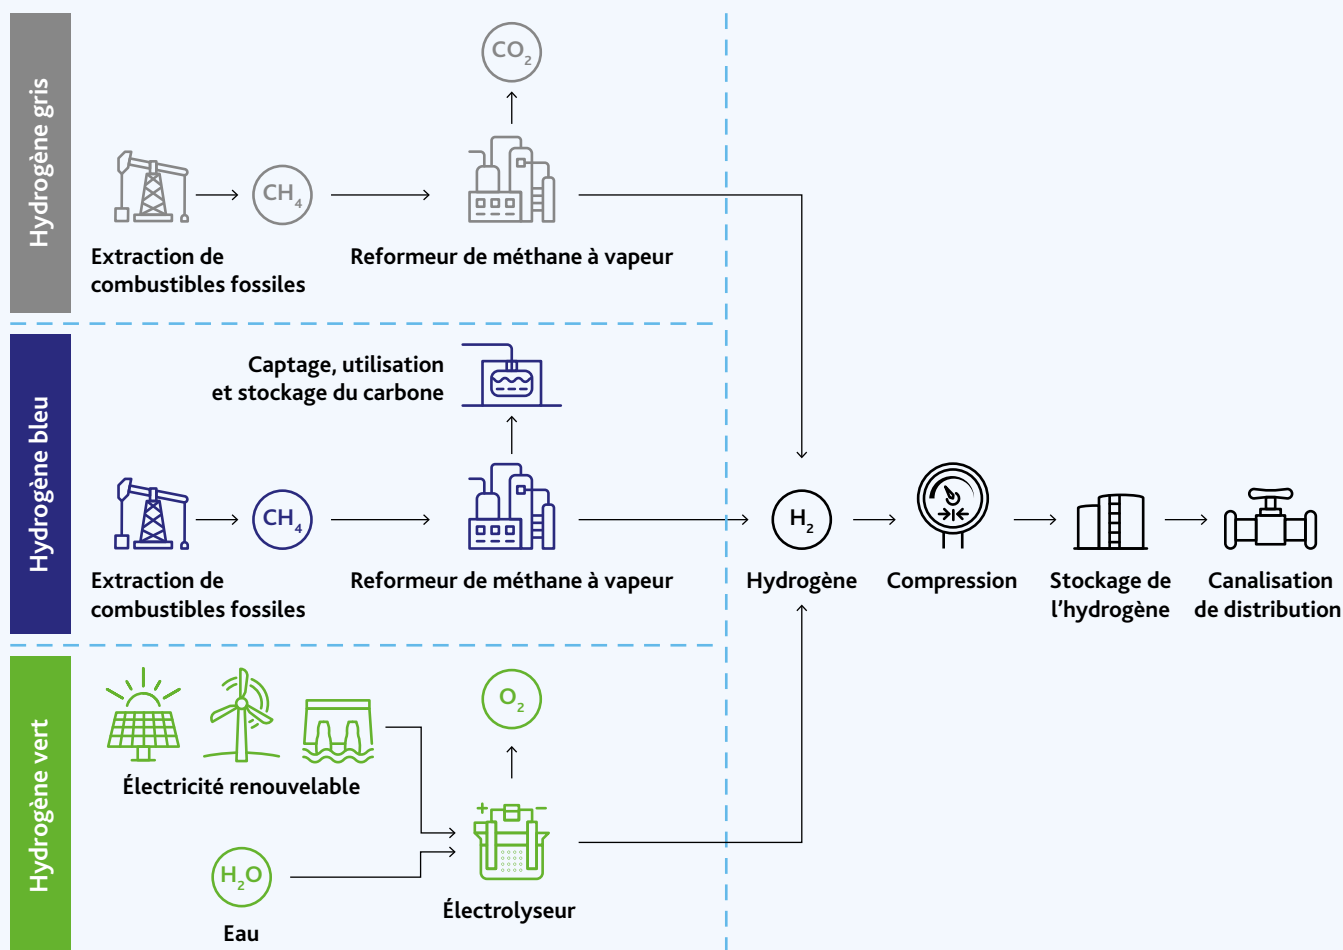 Hydrogène gris
CO₂
CH₄
Extraction de
combustibles fossiles
Reformeur de méthane à vapeur
Hydrogène bleu
Captage, utilisation
et stockage du carbone
CH₄
Extraction de
combustibles fossiles
Reformeur de méthane à vapeur
H₂
Hydrogène
Compression
Stockage de
l'hydrogène
Canalisation
de distribution
Hydrogène vert
Électricité renouvelable
O₂
+ −
H₂O
Eau
Électrolyseur